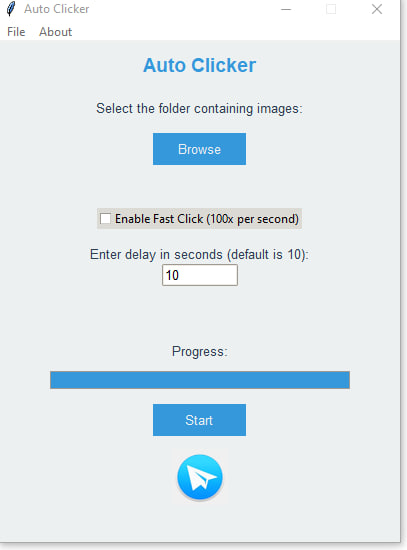 Auto Clicker
File About
Auto Clicker
Select the folder containing images:
Browse
Enable Fast Click (100x per second)
Enter delay in seconds (default is 10):
10
Progress:
Start